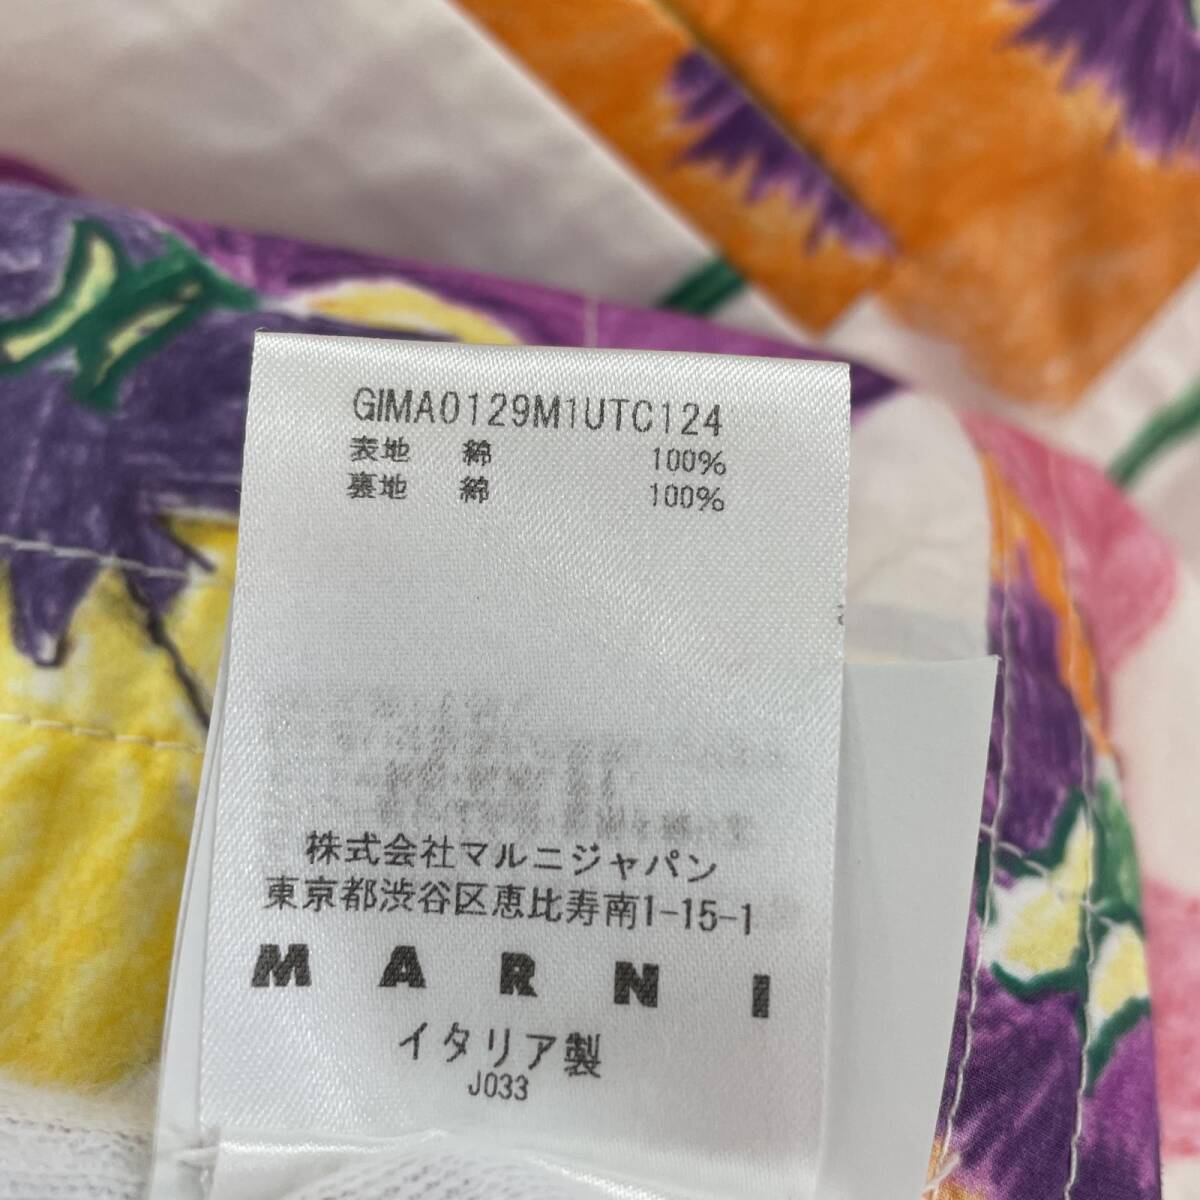 GIMA0129M1UTC124
表地 綿 100%
裏地 綿 100%
株式会社マルニジャパン
東京都渋谷区恵比寿南1-15-1
MARNI
イタリア製
J033